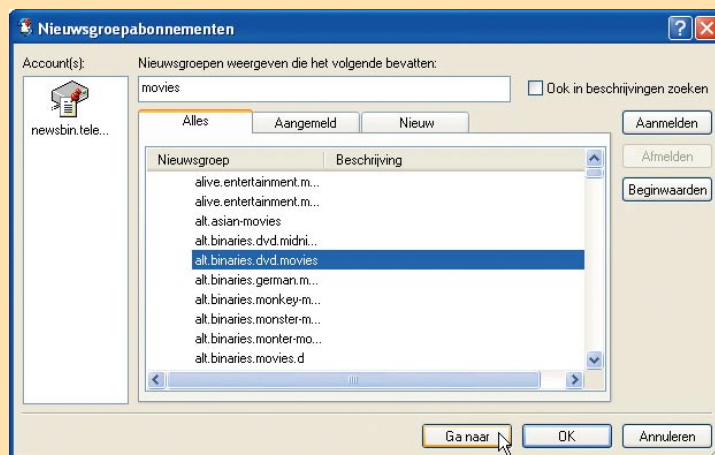 Nieuwsgroepabonnementen
Account(s):
newsbin.tele...
Nieuwsgroepen weergeven die het volgende bevatten:
movies
Ook in beschrijvingen zoeken
Alles Aangemeld Nieuw
Nieuwsgroep Beschrijving
alive.entertainment.m...
alive.entertainment.m...
alt.asian-movies
alt.binaries.dvd.midni...
alt.binaries.dvd.movies
alt.binaries.german.m...
alt.binaries.monkey-m...
alt.binaries.monster-m...
alt.binaries.monter-mo...
alt.binaries.movies.d
Aanmelden
Afmelden
Beginwaarden
Ga naar OK Annuleren